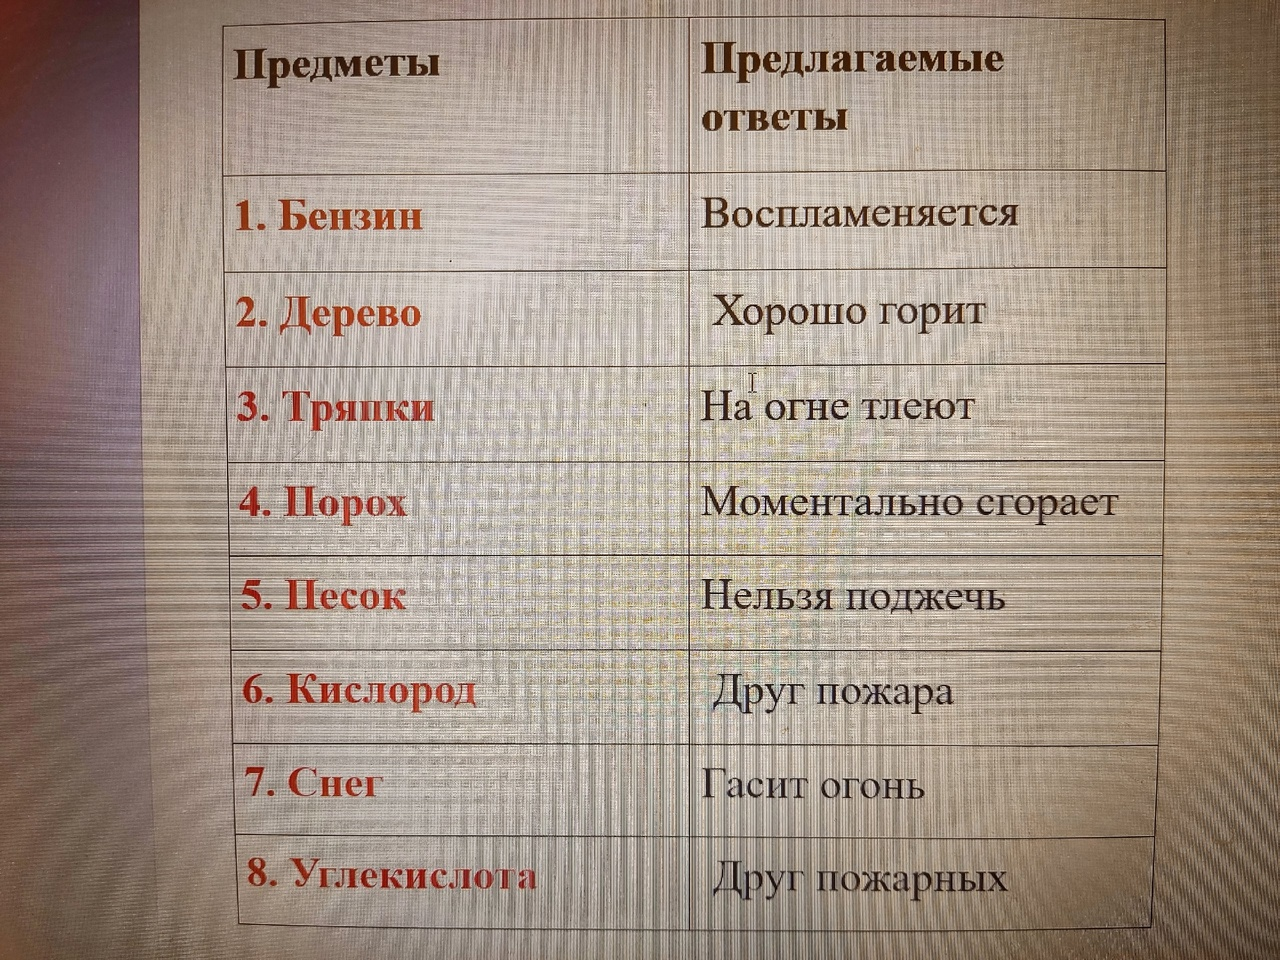 Предметы
Предлагаемые
ответы
1. Бензин
Воспламеняется
2. Дерево
Хорошо горит
3. Тряпки
На огне тлеют
4. Порох
Моментально сгорает
5. Песок
Нельзя поджечь
6. Кислород
Друг пожара
7. Снег
Гасит огонь
8. Углекислота
Друг пожарных